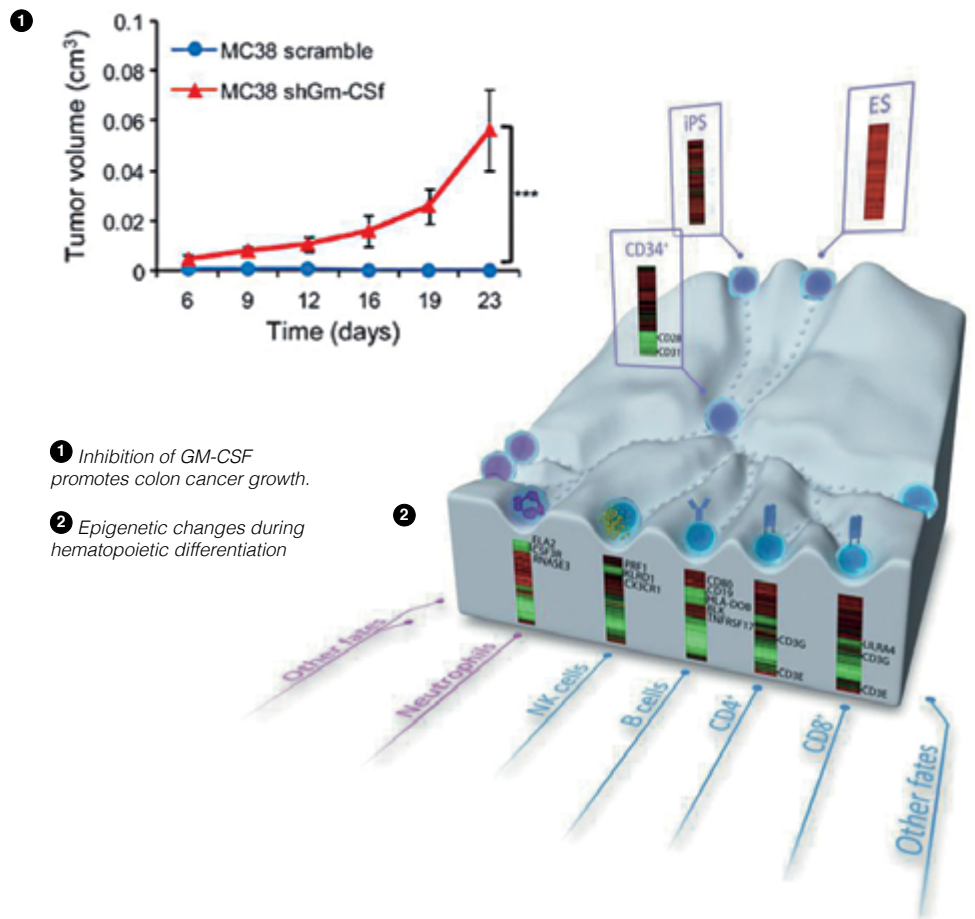 1
0.1
0.08
0.06
0.04
0.02
0
Tumor volume (cm³)
MC38 scramble
MC38 shGm-CSf
***
6 9 12 16 19 23
Time (days)
1 Inhibition of GM-CSF
promotes colon cancer growth.
2 Epigenetic changes during
hematopoietic differentiation
2
iPS
ES
CD34⁺
CD28
CD31
ELA2
CSF3R
RNASE3
PRF1
KLRD1
CX3CR1
CD80
CD19
HLA-DOB
BLK
TNFRSF17
CD3G
CD3E
ULRA4
CD3G
CD3E
Other fates
Neutrophils
NK cells
B cells
CD4⁺
CD8⁺
Other fates